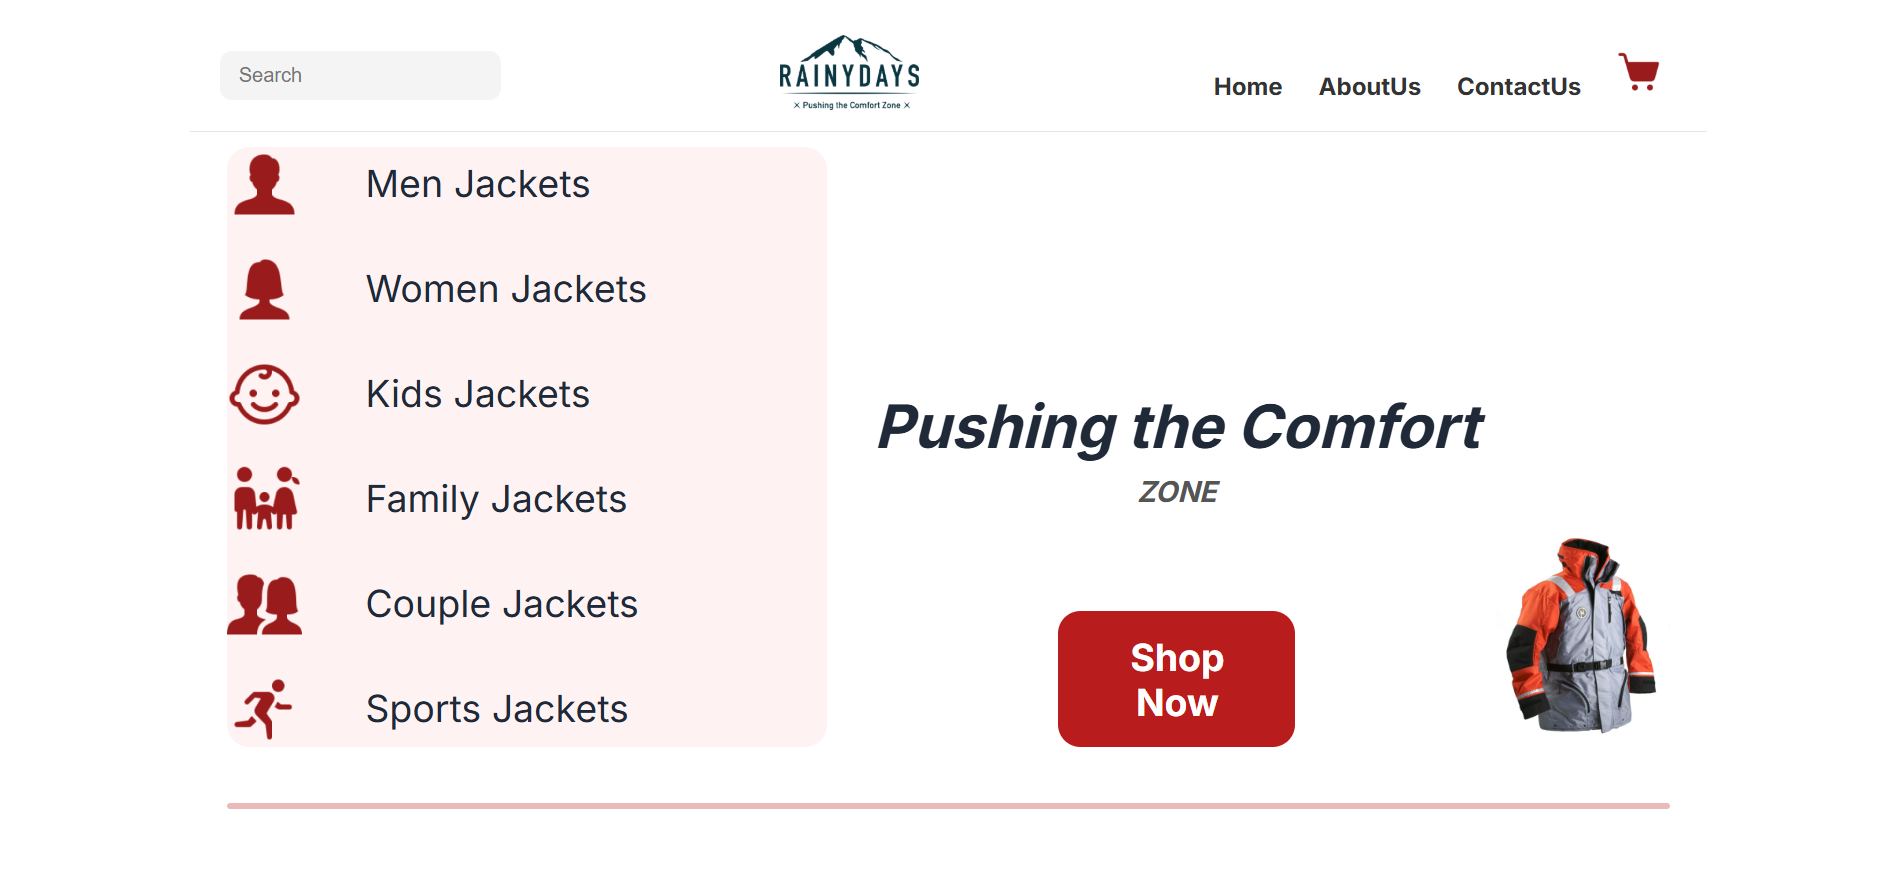 Search
RAINYDAYS
× Pushing the Comfort Zone ×
Home AboutUs ContactUs
Men Jackets
Women Jackets
Kids Jackets
Family Jackets
Couple Jackets
Sports Jackets
Pushing the Comfort
ZONE
Shop
Now